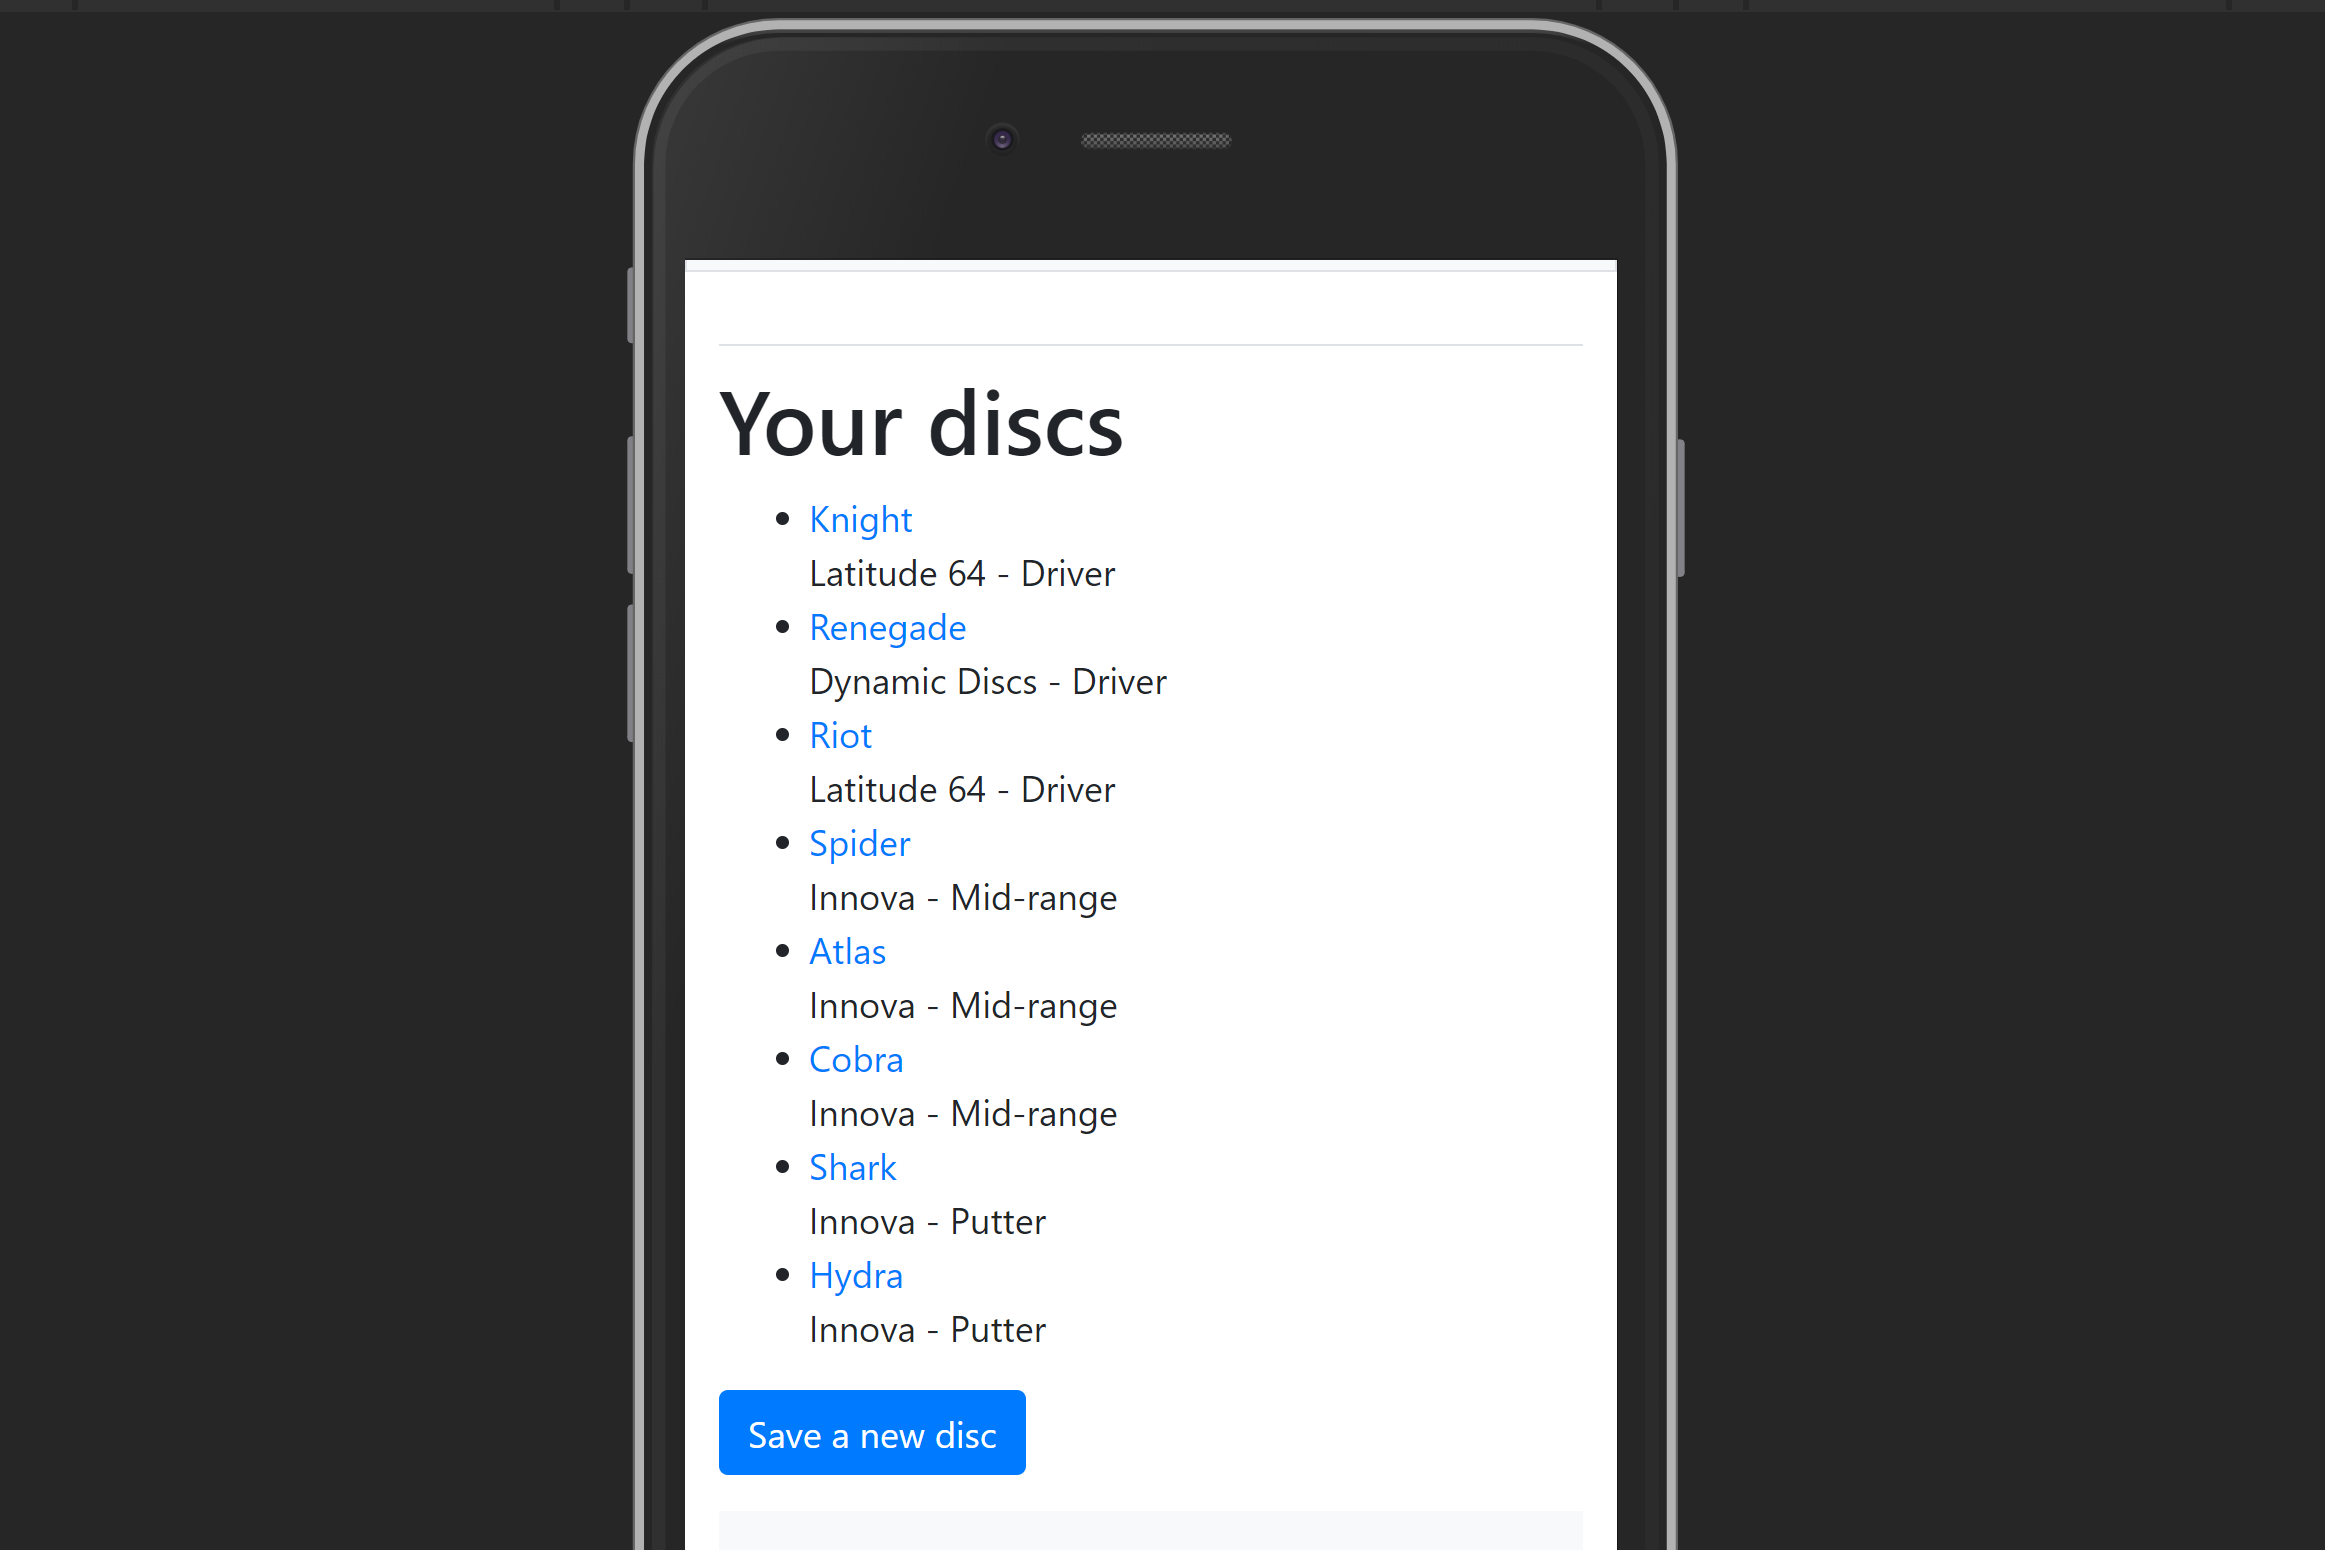 Your discs
Knight
Latitude 64 - Driver
Renegade
Dynamic Discs - Driver
Riot
Latitude 64 - Driver
Spider
Innova - Mid-range
Atlas
Innova - Mid-range
Cobra
Innova - Mid-range
Shark
Innova - Putter
Hydra
Innova - Putter
Save a new disc